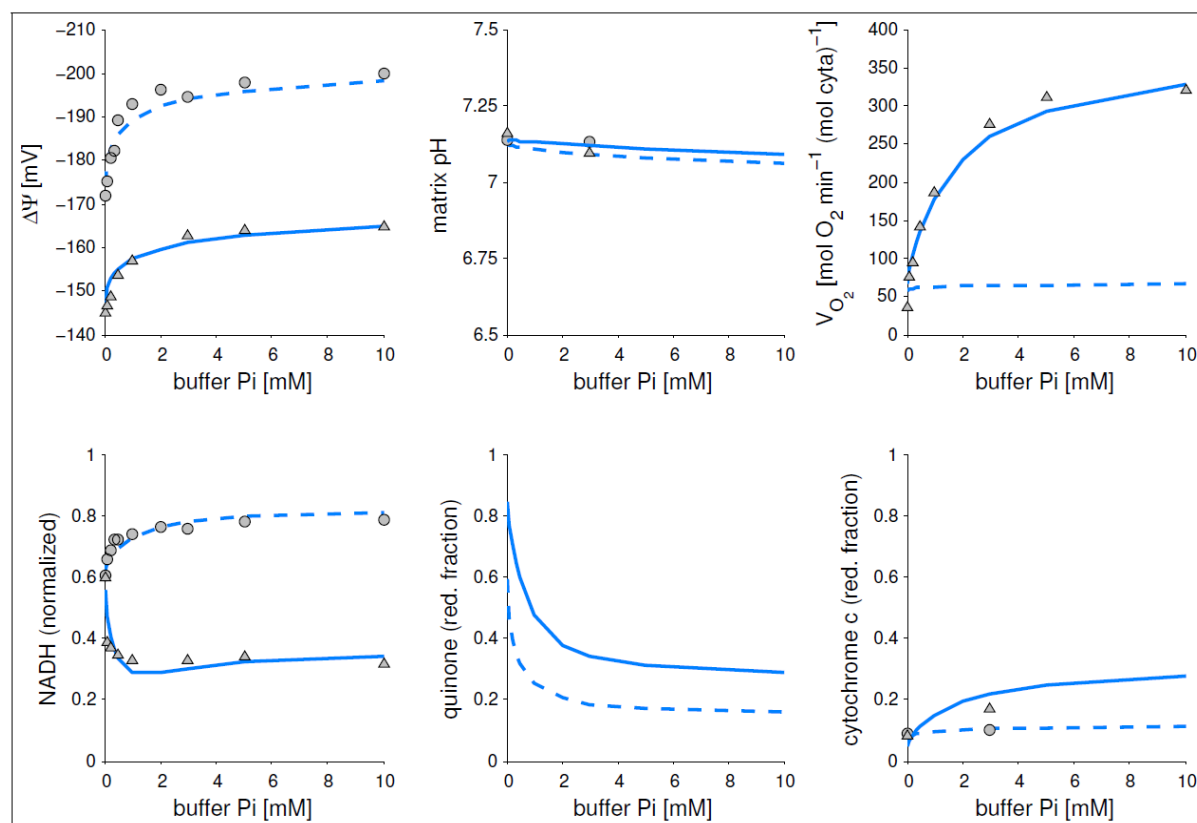 -210
-200
-190
-180
-170
-160
-150
-140
ΔΨ [mV]
0 2 4 6 8 10
buffer Pi [mM]
7.5
7.25
7
6.75
6.5
matrix pH
0 2 4 6 8 10
buffer Pi [mM]
400
350
300
250
200
150
100
50
0
V_O₂ [mol O₂ min⁻¹ (mol cyta)⁻¹]
0 2 4 6 8 10
buffer Pi [mM]
1
0.8
0.6
0.4
0.2
0
NADH (normalized)
0 2 4 6 8 10
buffer Pi [mM]
1
0.8
0.6
0.4
0.2
0
quinone (red. fraction)
0 2 4 6 8 10
buffer Pi [mM]
1
0.8
0.6
0.4
0.2
0
cytochrome c (red. fraction)
0 2 4 6 8 10
buffer Pi [mM]